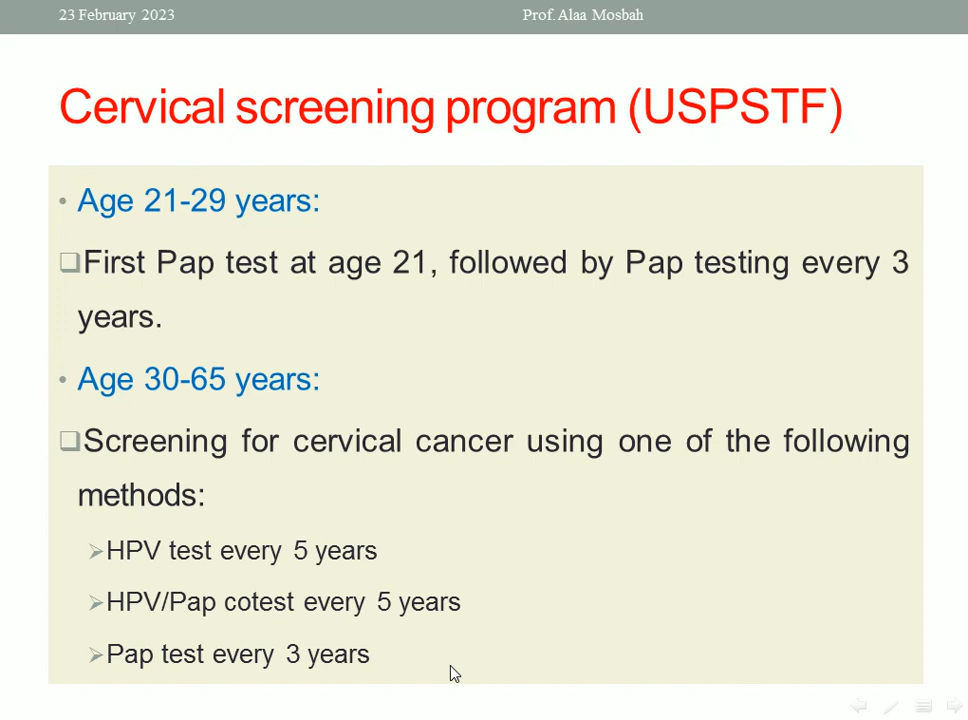 23 February 2023 Prof. Alaa Mosbah
Cervical screening program (USPSTF)
• Age 21-29 years:
❑First Pap test at age 21, followed by Pap testing every 3
years.
• Age 30-65 years:
❑Screening for cervical cancer using one of the following
methods:
➢HPV test every 5 years
➢HPV/Pap cotest every 5 years
➢Pap test every 3 years